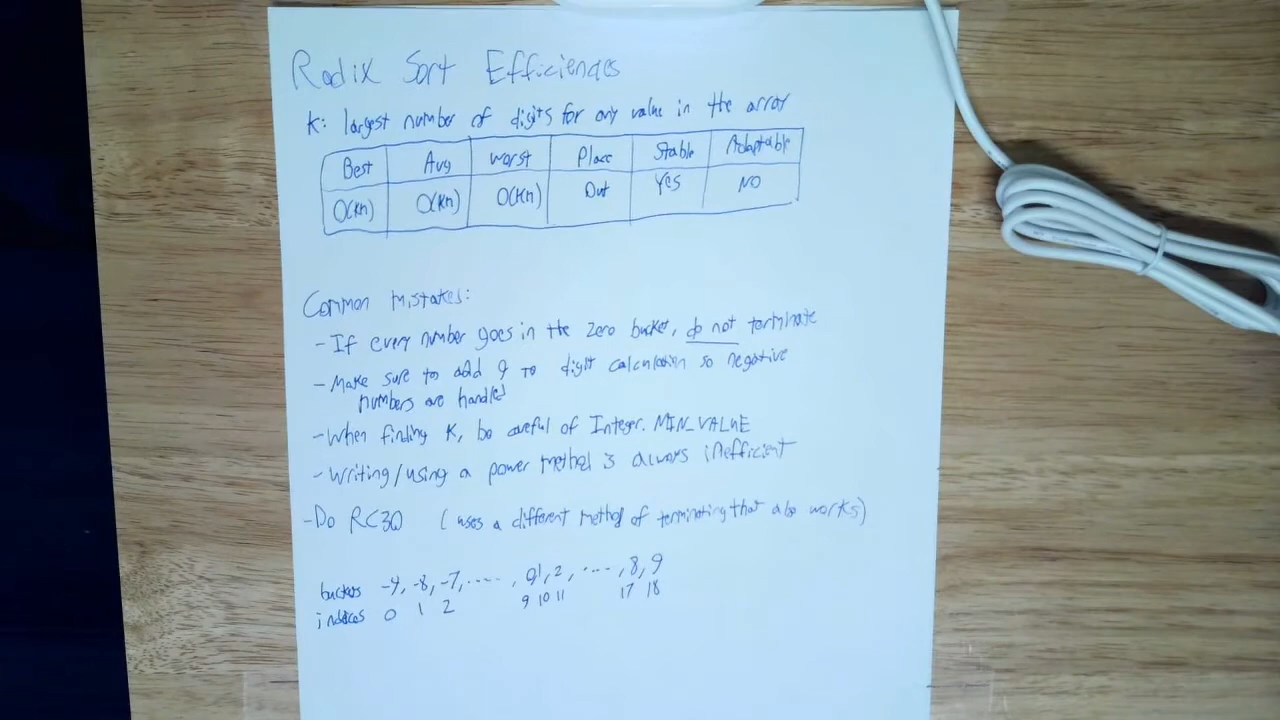 Radix Sort Efficiencies
K: largest number of digits for any value in the array
Best Avg worst Place Stable Adaptable
O(Kn) O(Kn) O(Kn) Out YES NO
Common Mistakes:
- If every number goes in the zero bucket, do not terminate
- Make sure to add 9 to digit calculation so negative
numbers are handled
- When finding K, be careful of Integer.MIN_VALUE
- Writing/using a power method is always inefficient
- Do RC30 (uses a different method of terminating that also works)
buckets -9, -8, -7, ....., 0, 1, 2, ....., 8, 9
indices 0 1 2 9 10 11 17 18